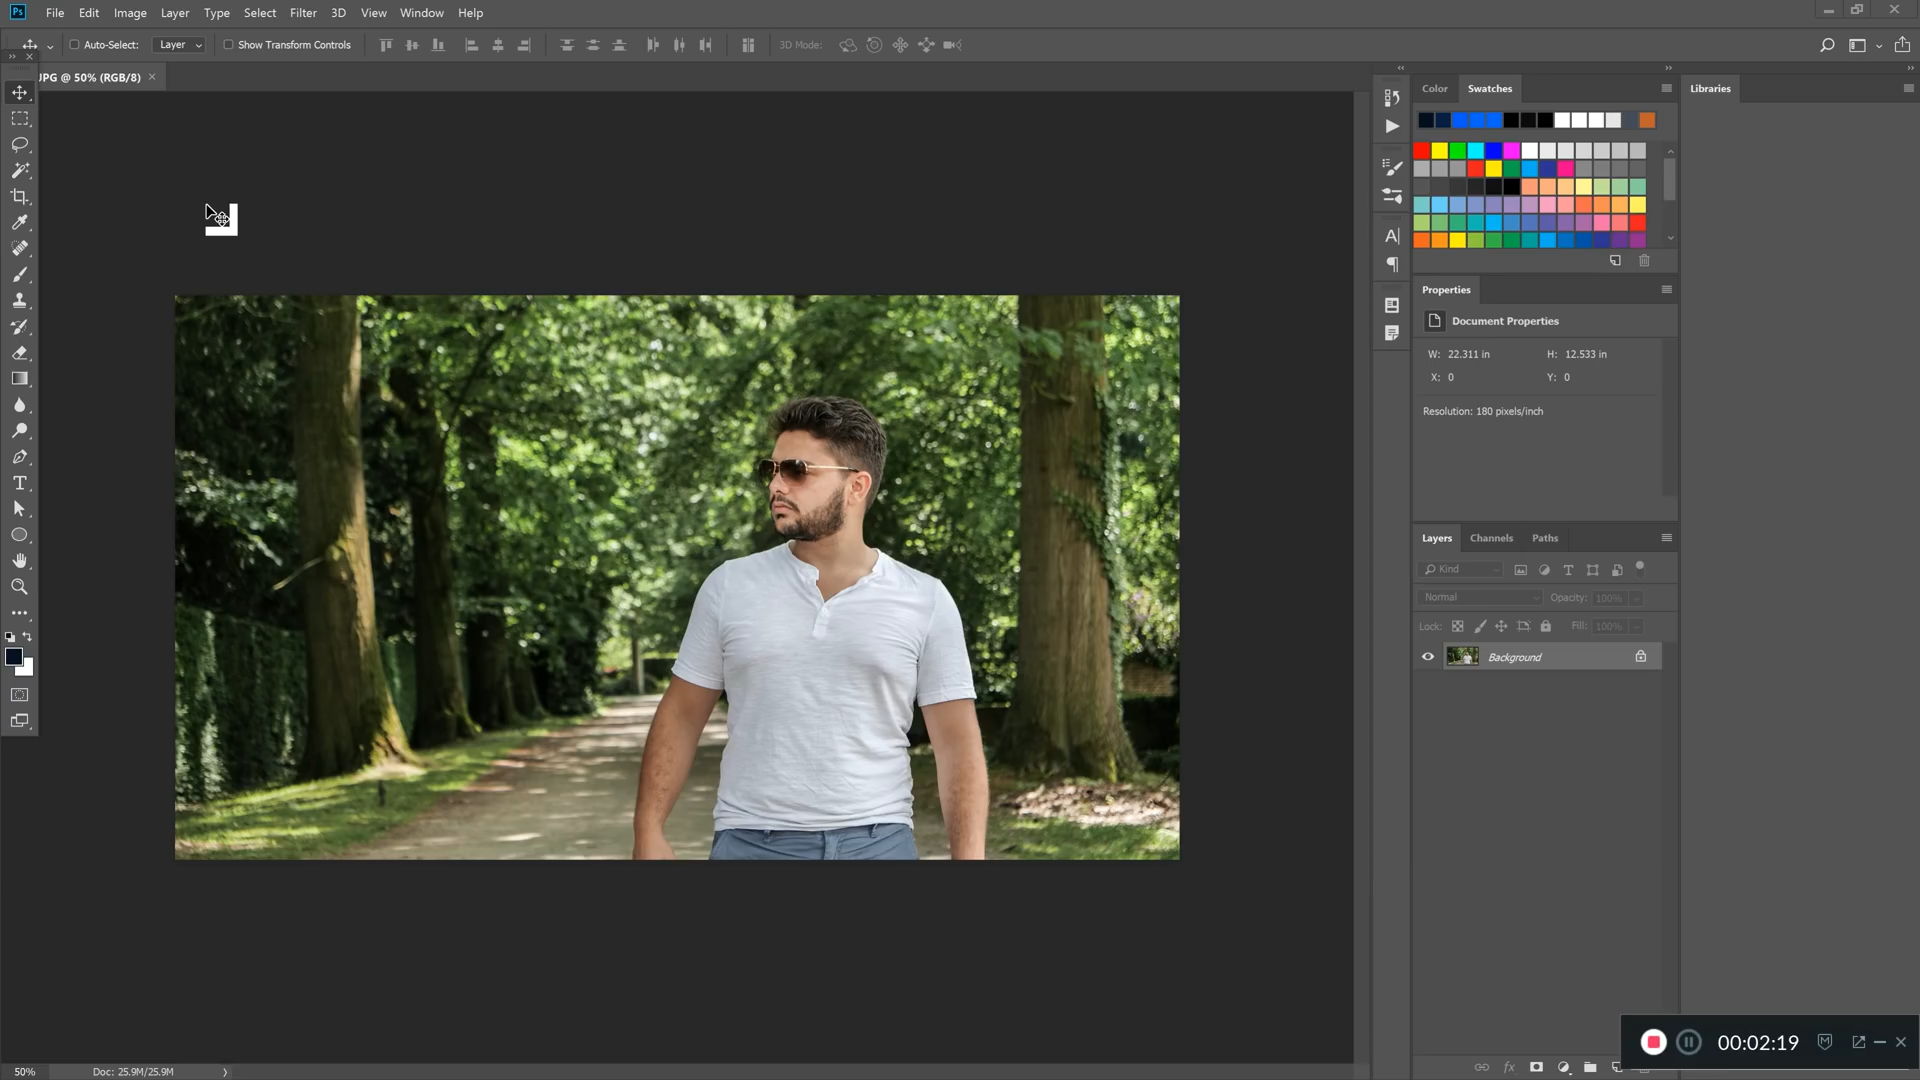 Ps File Edit Image Layer Type Select Filter 3D View Window Help
Auto-Select: Layer Show Transform Controls 3D Mode:
JPG @ 50% (RGB/8)
Color Swatches
Libraries
Properties
Document Properties
W: 22.311 in H: 12.533 in
X: 0 Y: 0
Resolution: 180 pixels/inch
Layers Channels Paths
Kind
Normal Opacity: 100%
Lock: Fill: 100%
Background
00:02:19
50% Doc: 25.9M/25.9M